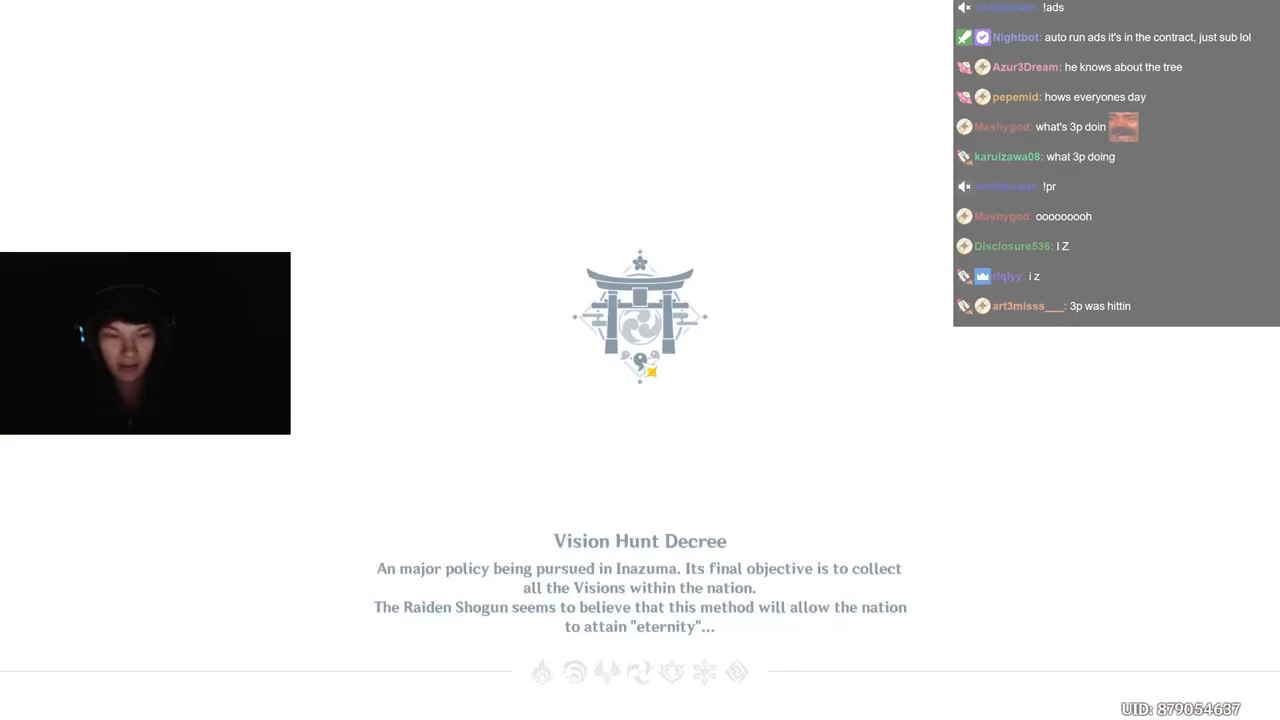 amiidpower: !ads
Nightbot: auto run ads it's in the contract, just sub lol
Azur3Dream: he knows about the tree
pepemid: hows everyones day
Mashygod: what's 3p doin
karuizawa08: what 3p doing
amiidpower: !pr
Mashygod: ooooooooh
Disclosure536: I Z
riqiyy: i z
art3misss___: 3p was hittin
Vision Hunt Decree
An major policy being pursued in Inazuma. Its final objective is to collect
all the Visions within the nation.
The Raiden Shogun seems to believe that this method will allow the nation
to attain "eternity"...
UID: 879054637